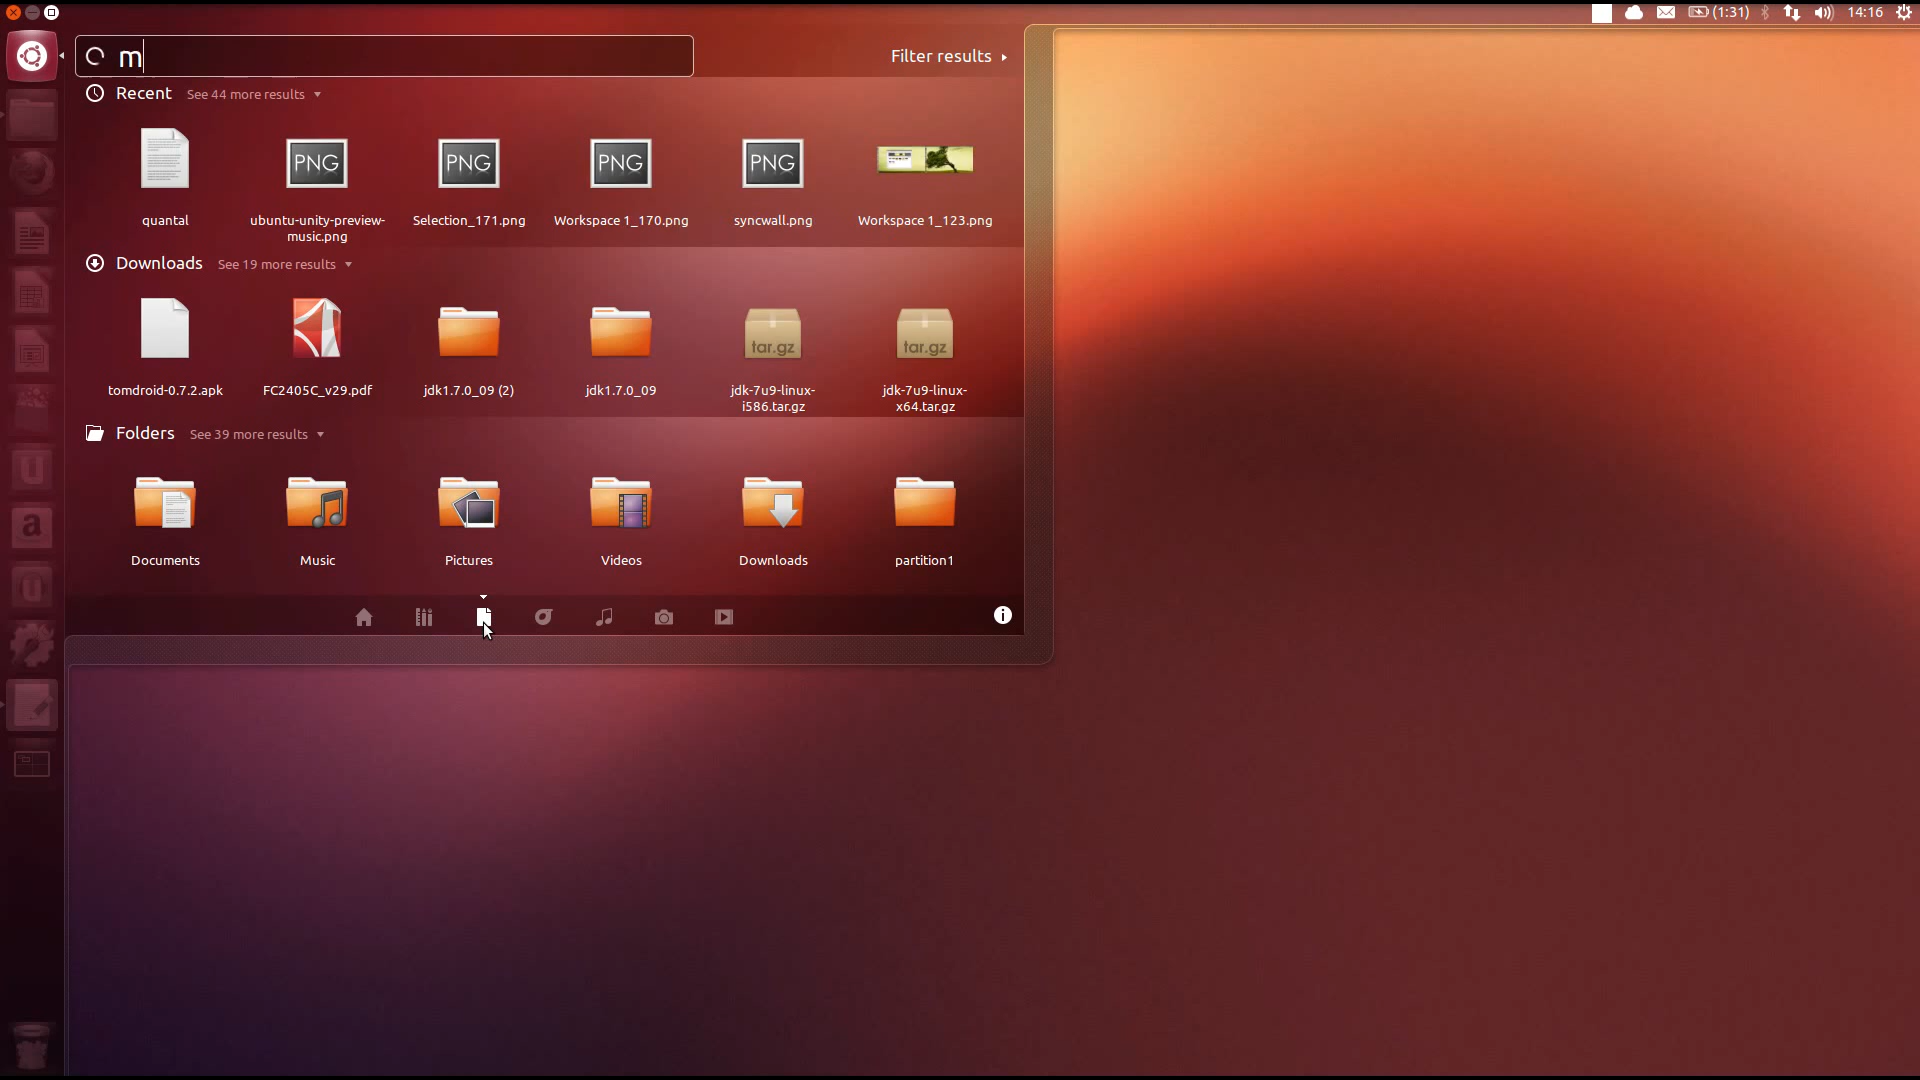 (1:31) 14:16
m
Filter results
Recent See 44 more results
PNG PNG PNG PNG
quantal ubuntu-unity-preview-music.png Selection_171.png Workspace 1_170.png syncwall.png Workspace 1_123.png
Downloads See 19 more results
tar.gz tar.gz
tomdroid-0.7.2.apk FC2405C_v29.pdf jdk1.7.0_09 (2) jdk1.7.0_09 jdk-7u9-linux-i586.tar.gz jdk-7u9-linux-x64.tar.gz
Folders See 39 more results
u
a
Documents Music Pictures Videos Downloads partition1
u